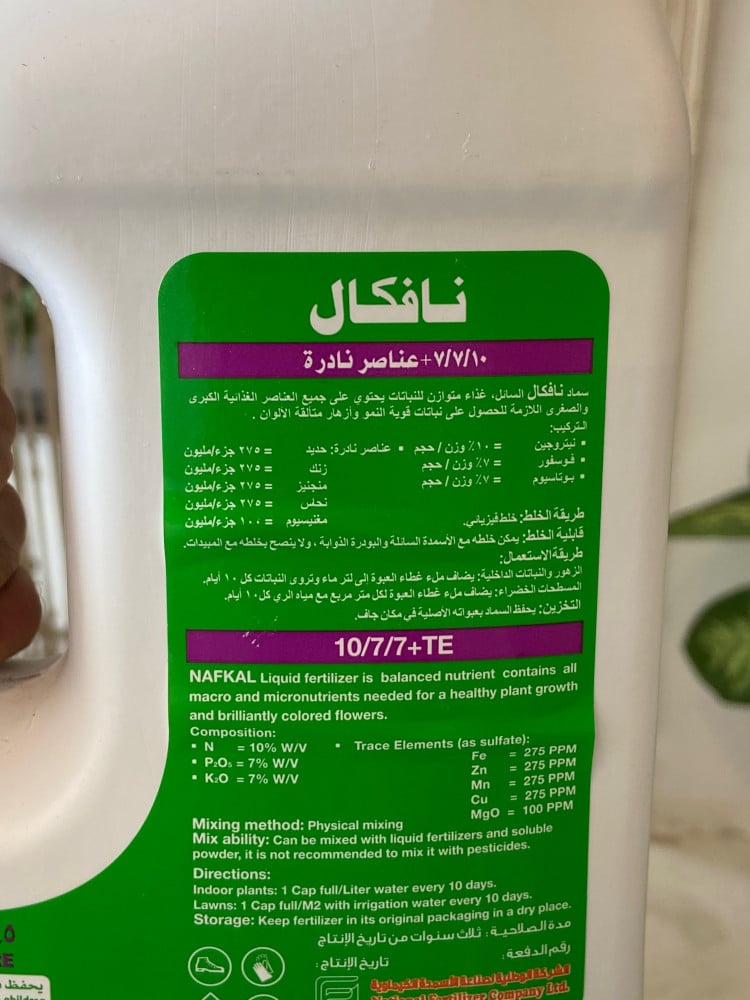 نافكال
٧/٧/١٠+عناصر نادرة
سماد نافكال السائل، غذاء متوازن للنباتات يحتوي على جميع العناصر الغذائية الكبرى
والصغرى اللازمة للحصول على نباتات قوية النمو وأزهار متألقة الالوان .
التركيبة:
▪ نيتروجين = ١٠٪ وزن / حجم ▪ عناصر نادرة: حديد = ٢٧٥ جزء/مليون
▪ فوسفور = ٧٪ وزن / حجم زنك = ٢٧٥ جزء/مليون
▪ بوتاسيوم = ٧٪ وزن / حجم منجنيز = ٢٧٥ جزء/مليون
نحاس = ٢٧٥ جزء/مليون
مغنيسيوم = ١٠٠ جزء/مليون
طريقة الخلط: خلط فيزيائي.
قابلية الخلط: يمكن خلطه مع الأسمدة السائلة والبودرة الذوابة ، ولا ينصح بخلطه مع المبيدات.
طريقة الاستعمال:
الزهور والنباتات الداخلية: يضاف ملء غطاء العبوة إلى لتر ماء وتروى النباتات كل ١٠ أيام.
المسطحات الخضراء: يضاف ملء غطاء العبوة لكل متر مربع مع مياه الري كل ١٠ أيام.
التخزين: يحفظ السماد بعبواته الأصلية في مكان جاف.
10/7/7+TE
NAFKAL Liquid fertilizer is balanced nutrient contains all
macro and micronutrients needed for a healthy plant growth
and brilliantly colored flowers.
Composition:
▪ N = 10% W/V ▪ Trace Elements (as sulfate):
Fe = 275 PPM
▪ P₂O₅ = 7% W/V Zn = 275 PPM
▪ K₂O = 7% W/V Mn = 275 PPM
Cu = 275 PPM
MgO = 100 PPM
Mixing method: Physical mixing
Mix ability: Can be mixed with liquid fertilizers and soluble
powder, it is not recommended to mix it with pesticides.
Directions:
Indoor plants: 1 Cap full/Liter water every 10 days.
Lawns: 1 Cap full/M2 with irrigation water every 10 days.
Storage: Keep fertilizer in its original packaging in a dry place.
مدة الصلاحية: ثلاث سنوات من تاريخ الإنتاج
رقم الدفعة: تاريخ الإنتاج:
الشركة الوطنية لصناعة الأسمدة الكيماوية
National Fertilizer Company Ltd.
يحفظ
children